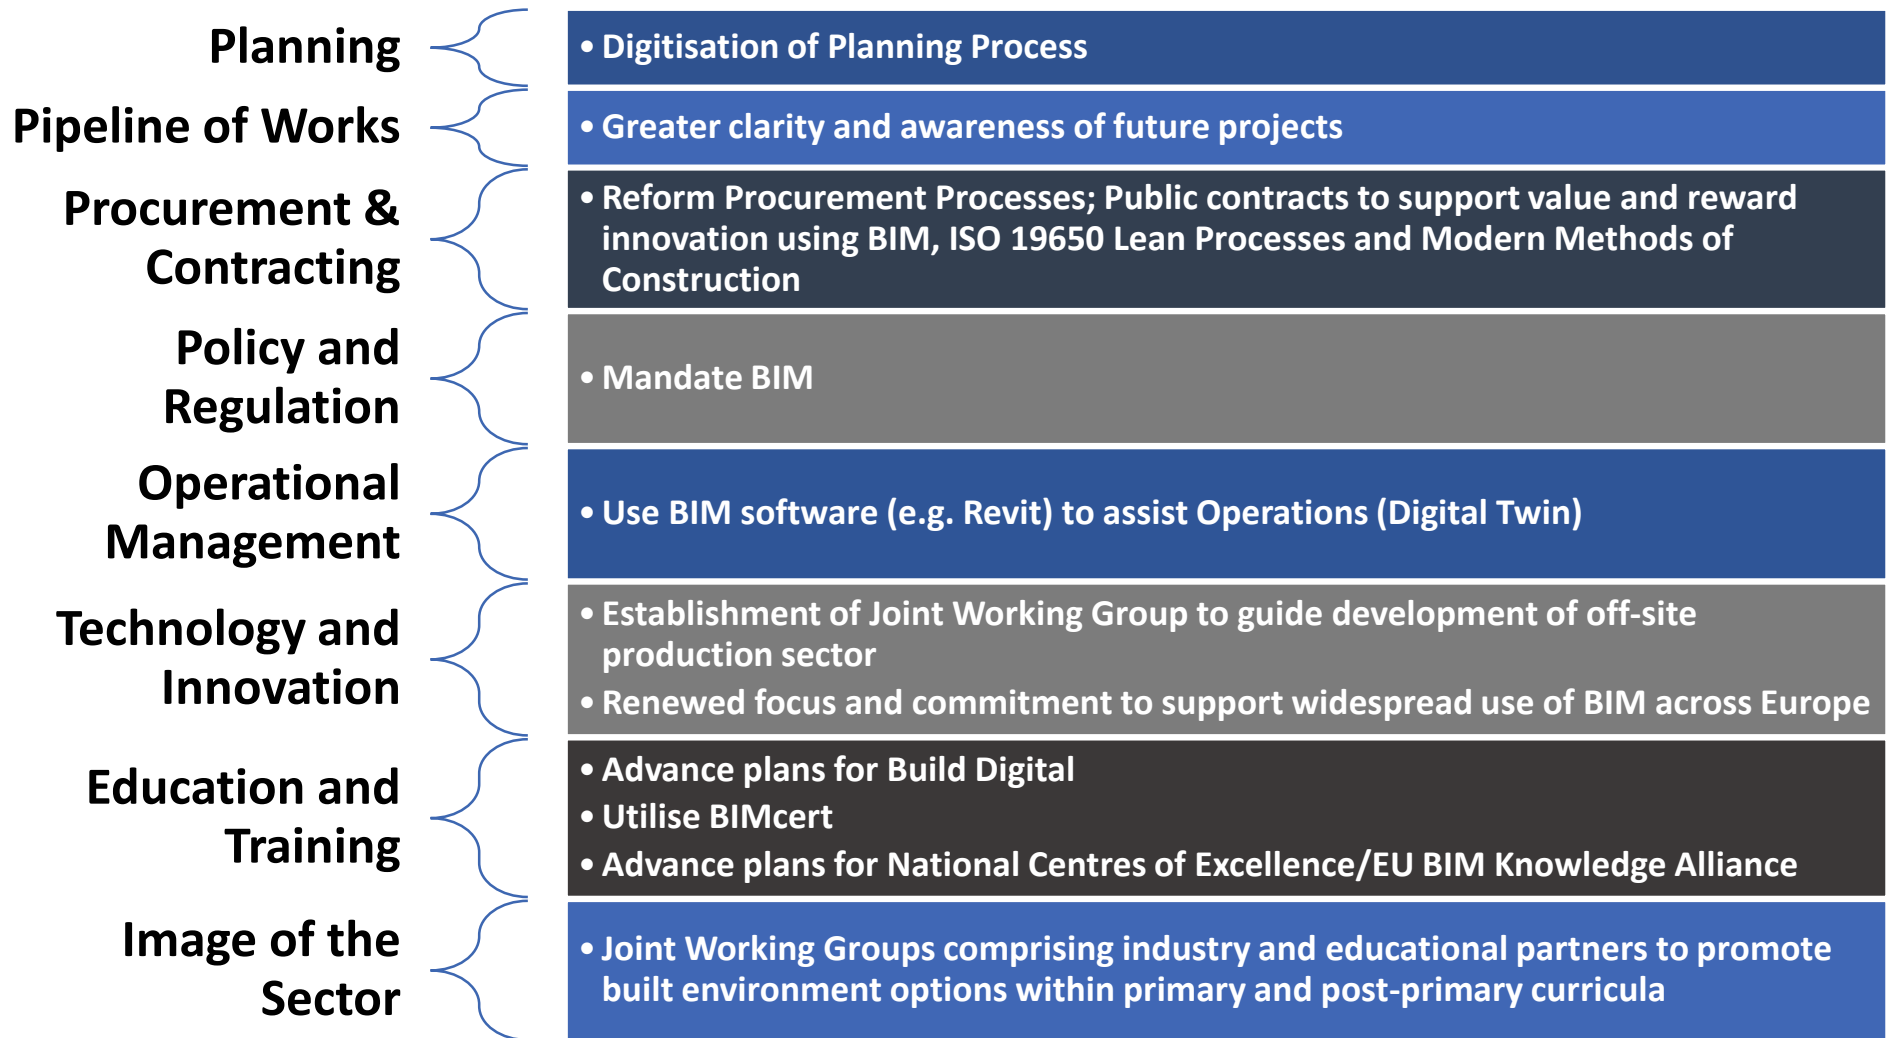 Planning
• Digitisation of Planning Process
Pipeline of Works
• Greater clarity and awareness of future projects
Procurement &
Contracting
• Reform Procurement Processes; Public contracts to support value and reward
innovation using BIM, ISO 19650 Lean Processes and Modern Methods of
Construction
Policy and
Regulation
• Mandate BIM
Operational
Management
• Use BIM software (e.g. Revit) to assist Operations (Digital Twin)
Technology and
Innovation
• Establishment of Joint Working Group to guide development of off-site
production sector
• Renewed focus and commitment to support widespread use of BIM across Europe
Education and
Training
• Advance plans for Build Digital
• Utilise BIMcert
• Advance plans for National Centres of Excellence/EU BIM Knowledge Alliance
Image of the
Sector
• Joint Working Groups comprising industry and educational partners to promote
built environment options within primary and post-primary curricula